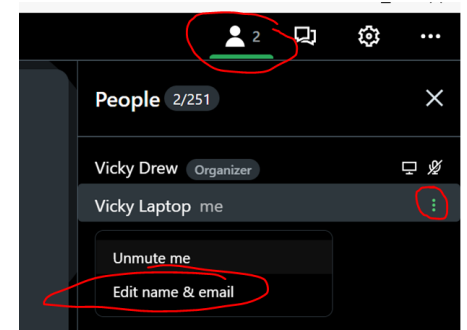 2
People 2/251
Vicky Drew Organizer
Vicky Laptop me
Unmute me
Edit name & email